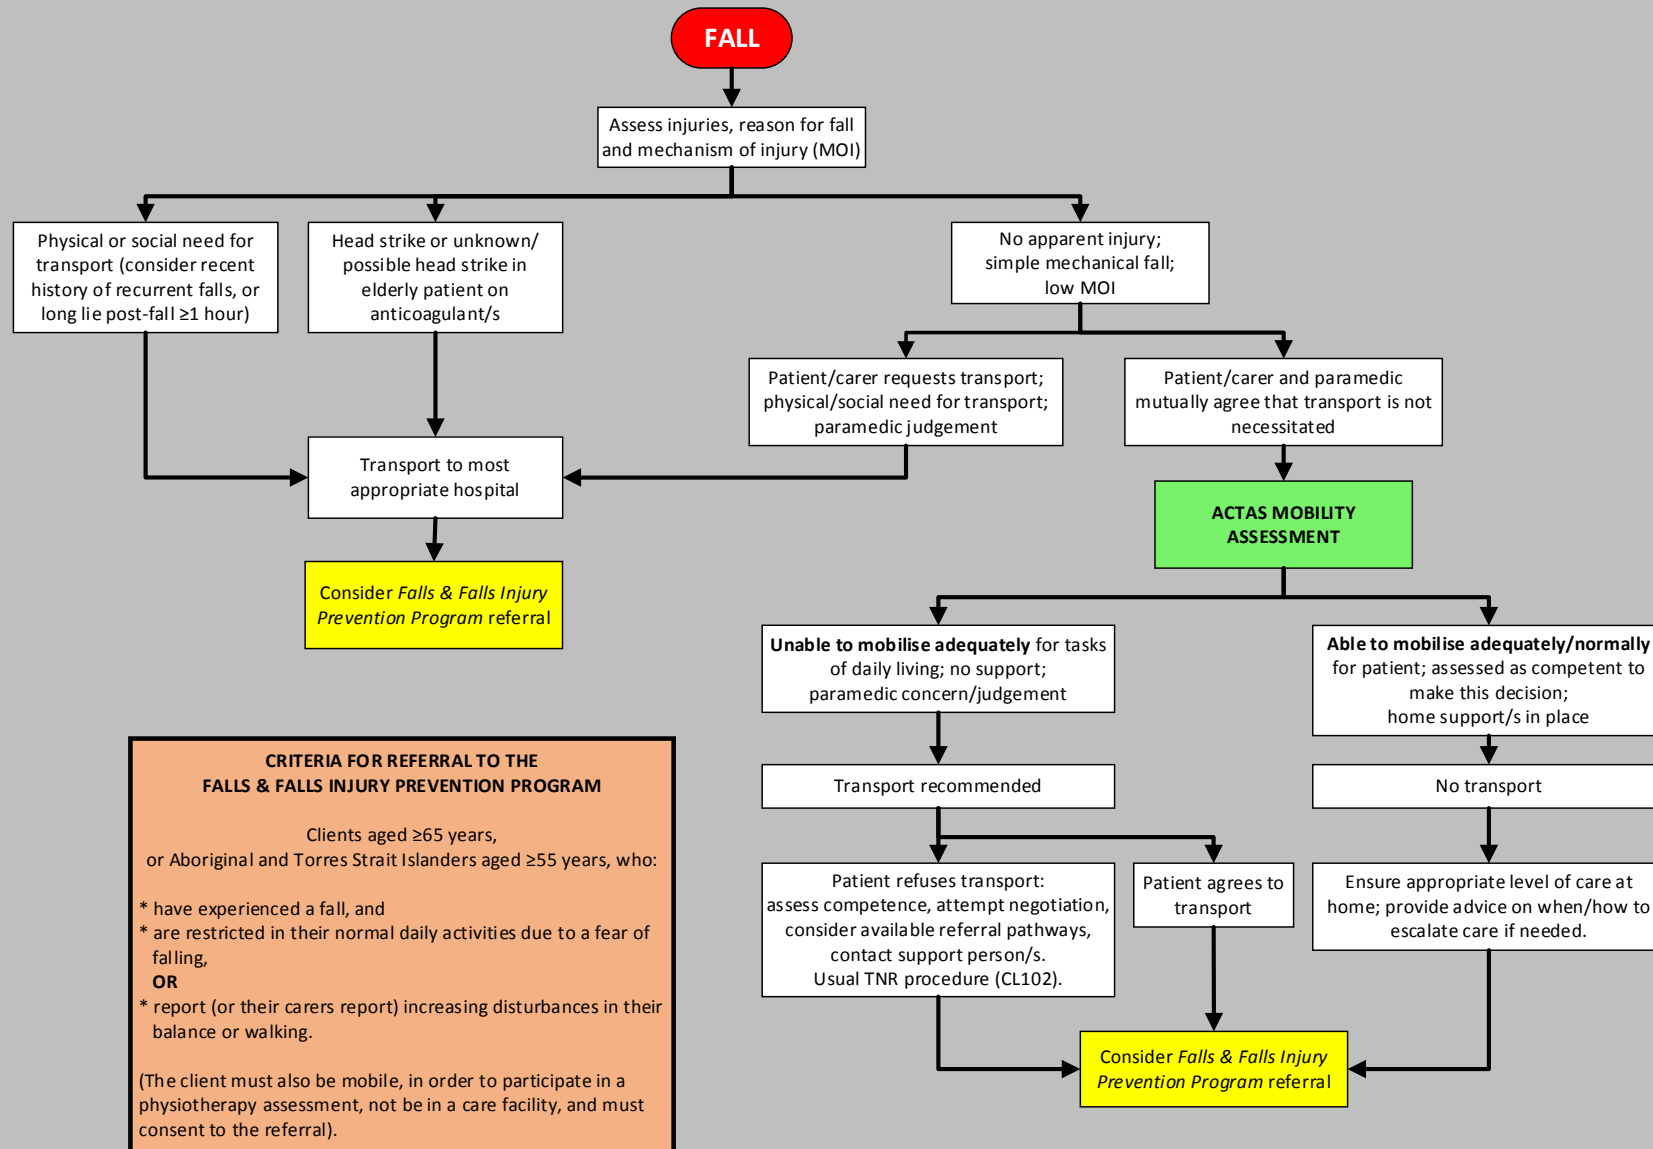 FALL
Assess injuries, reason for fall
and mechanism of injury (MOI)
Physical or social need for
transport (consider recent
history of recurrent falls, or
long lie post-fall ≥1 hour)
Head strike or unknown/
possible head strike in
elderly patient on
anticoagulant/s
No apparent injury;
simple mechanical fall;
low MOI
Patient/carer requests transport;
physical/social need for transport;
paramedic judgement
Patient/carer and paramedic
mutually agree that transport is not
necessitated
Transport to most
appropriate hospital
ACTAS MOBILITY
ASSESSMENT
Consider Falls & Falls Injury
Prevention Program referral
Unable to mobilise adequately for tasks
of daily living; no support;
paramedic concern/judgement
Able to mobilise adequately/normally
for patient; assessed as competent to
make this decision;
home support/s in place
Transport recommended
No transport
Patient refuses transport:
assess competence, attempt negotiation,
consider available referral pathways,
contact support person/s.
Usual TNR procedure (CL102).
Patient agrees to
transport
Ensure appropriate level of care at
home; provide advice on when/how to
escalate care if needed.
Consider Falls & Falls Injury
Prevention Program referral
CRITERIA FOR REFERRAL TO THE
FALLS & FALLS INJURY PREVENTION PROGRAM
Clients aged ≥65 years,
or Aboriginal and Torres Strait Islanders aged ≥55 years, who:
* have experienced a fall, and
* are restricted in their normal daily activities due to a fear of
falling,
OR
* report (or their carers report) increasing disturbances in their
balance or walking.
(The client must also be mobile, in order to participate in a
physiotherapy assessment, not be in a care facility, and must
consent to the referral).